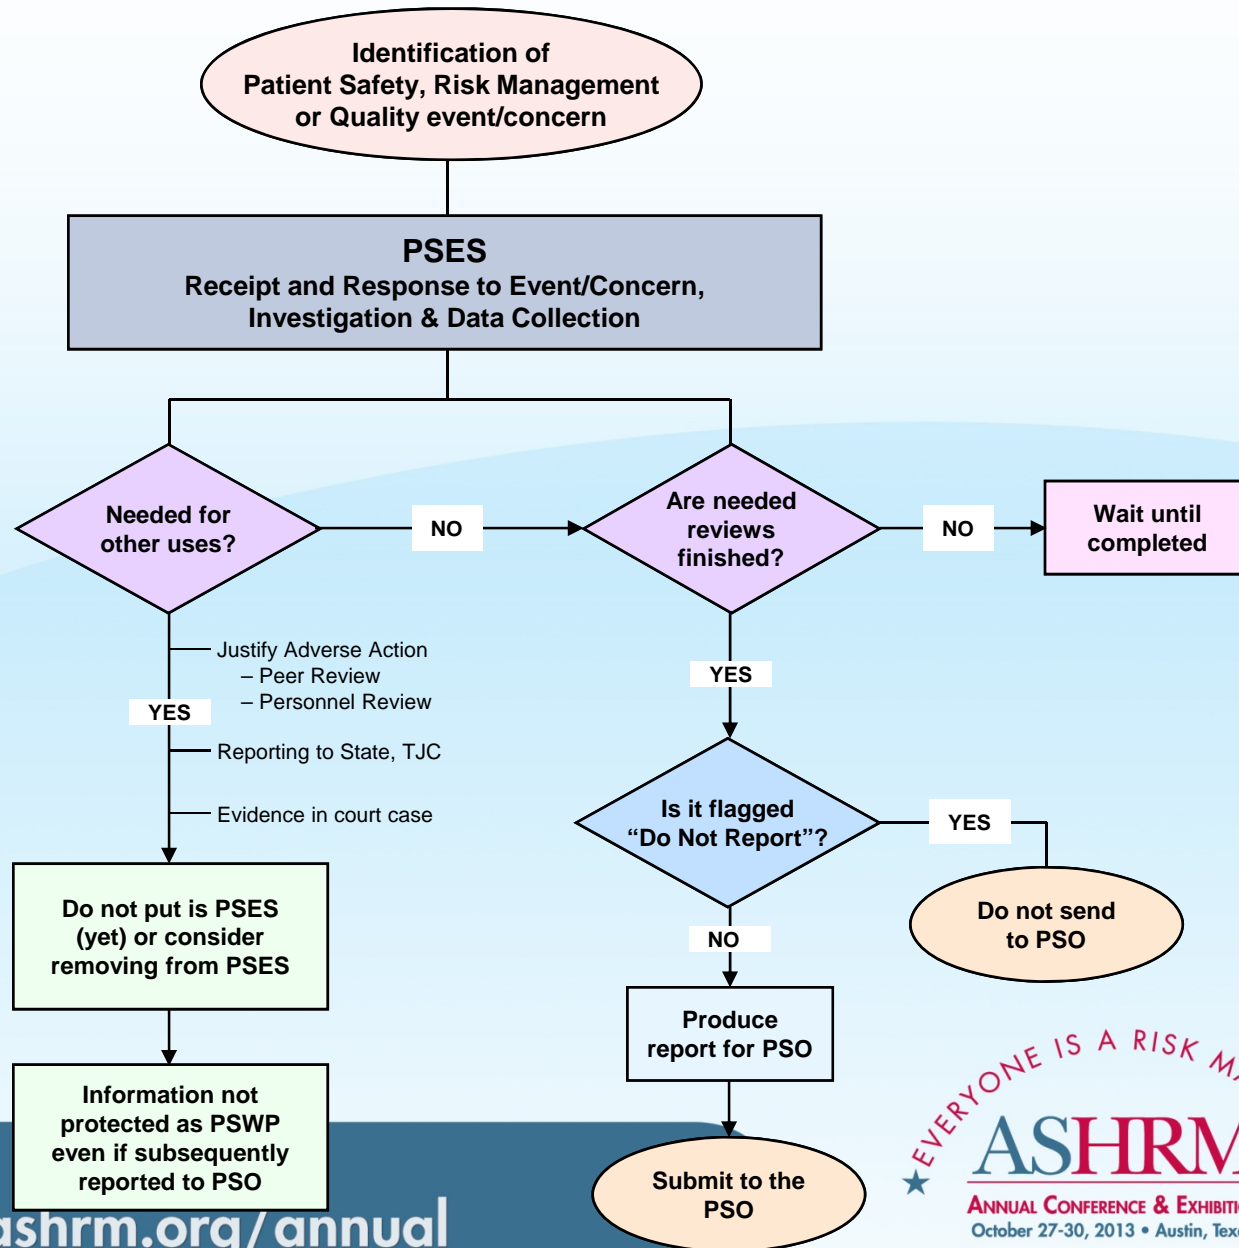 Identification of
Patient Safety, Risk Management
or Quality event/concern
PSES
Receipt and Response to Event/Concern,
Investigation & Data Collection
Needed for
other uses?
NO
Are needed
reviews
finished?
NO
Wait until
completed
Justify Adverse Action
– Peer Review
– Personnel Review
YES
Reporting to State, TJC
Evidence in court case
YES
Is it flagged
“Do Not Report”?
YES
Do not send
to PSO
NO
Do not put is PSES
(yet) or consider
removing from PSES
Produce
report for PSO
Information not
protected as PSWP
even if subsequently
reported to PSO
Submit to the
PSO
EVERYONE IS A RISK
ASHRM
ANNUAL CONFERENCE &
October 27-30, 2013 • Austin,
ashrm.org/annual